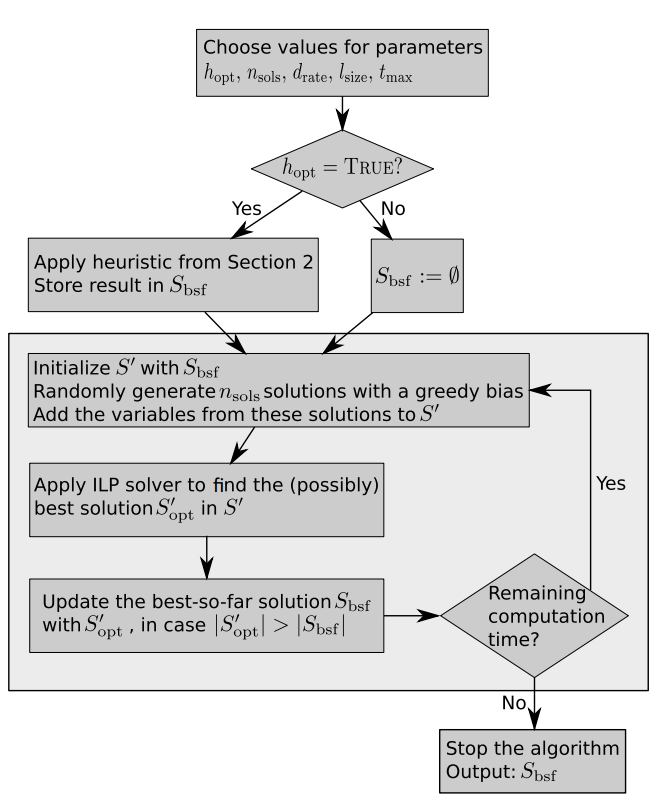 Choose values for parameters
h_opt, n_sols, d_rate, l_size, t_max
h_opt = TRUE?
Yes
No
Apply heuristic from Section 2
Store result in S_bsf
S_bsf := ∅
Initialize S′ with S_bsf
Randomly generate n_sols solutions with a greedy bias
Add the variables from these solutions to S′
Apply ILP solver to find the (possibly)
best solution S′_opt in S′
Yes
Update the best-so-far solution S_bsf
with S′_opt , in case |S′_opt| > |S_bsf|
Remaining
computation
time?
No
Stop the algorithm
Output: S_bsf